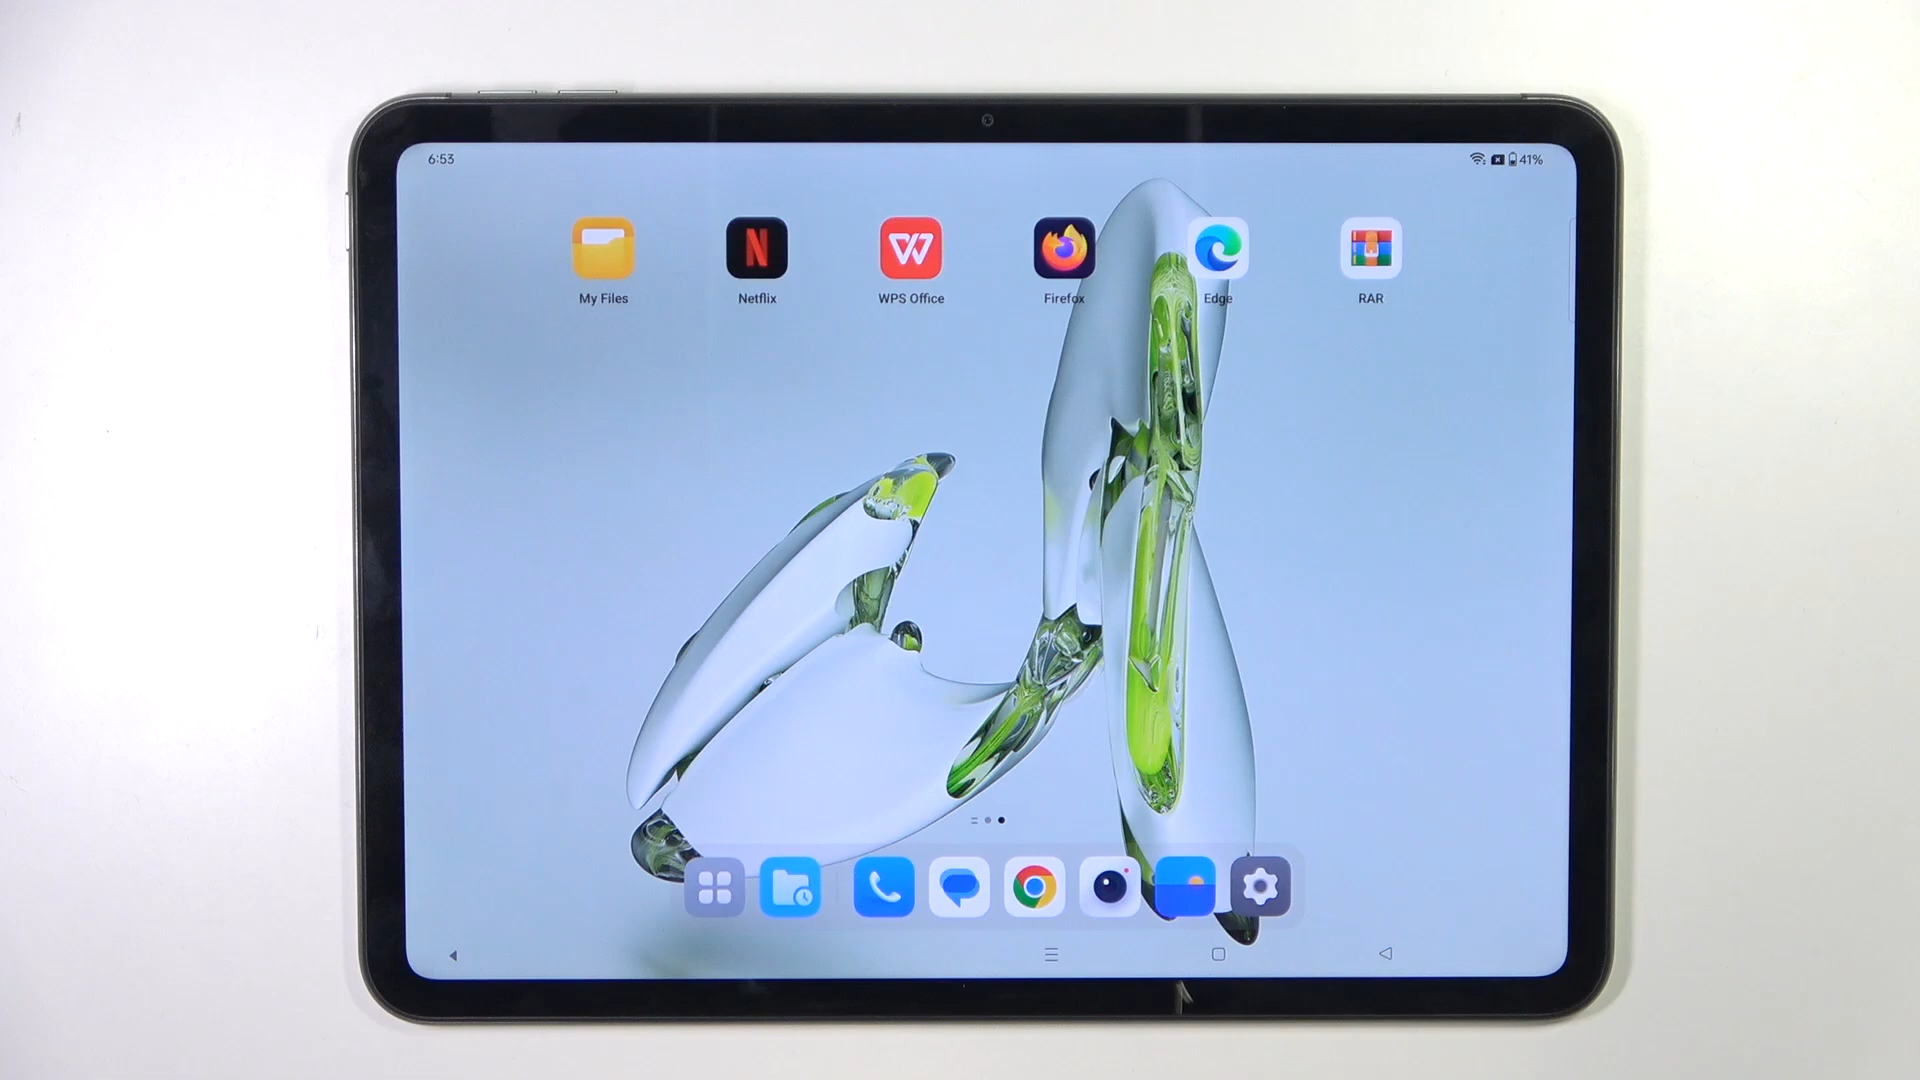 6:53
41%
My Files
Netflix
WPS Office
Firefox
Edge
RAR